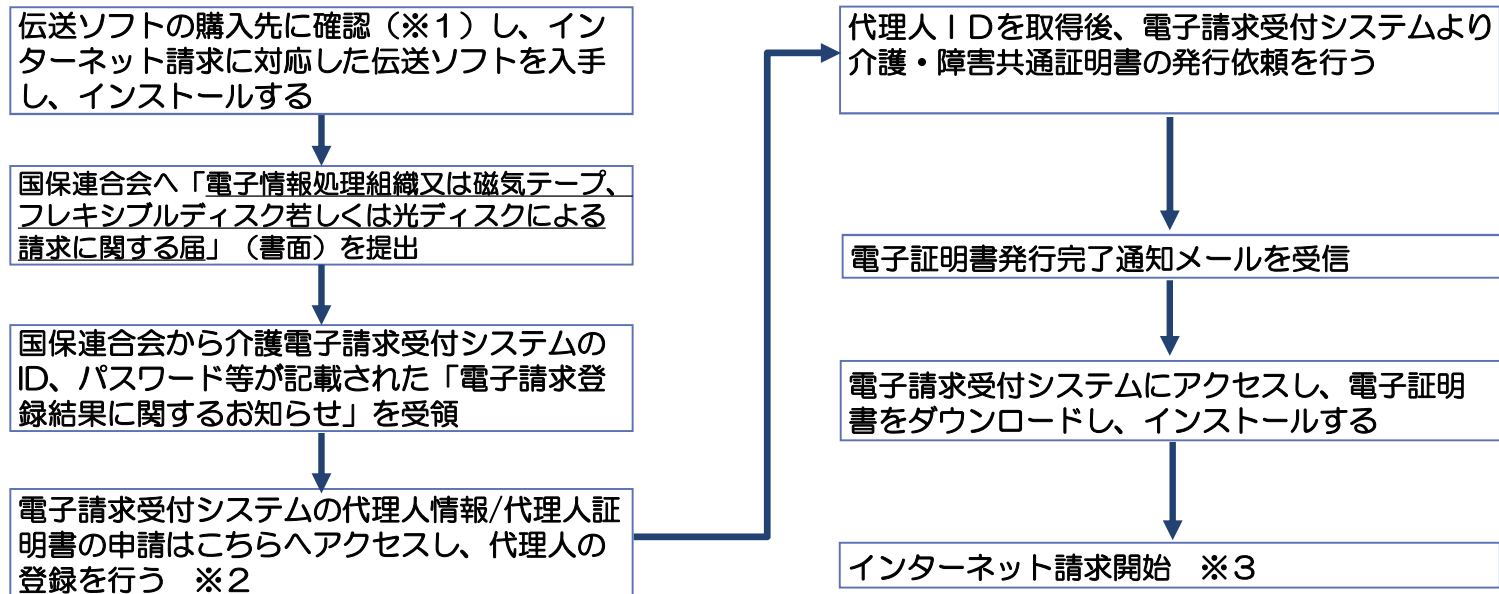 伝送ソフトの購入先に確認（※１）し、イン
ターネット請求に対応した伝送ソフトを入手
し、インストールする
国保連合会へ「電子情報処理組織又は磁気テープ、
フレキシブルディスク若しくは光ディスクによる
請求に関する届」（書面）を提出
国保連合会から介護電子請求受付システムの
ID、パスワード等が記載された「電子請求登
録結果に関するお知らせ」を受領
電子請求受付システムの代理人情報/代理人証
明書の申請はこちらへアクセスし、代理人の
登録を行う　※２
代理人ＩＤを取得後、電子請求受付システムより
介護・障害共通証明書の発行依頼を行う
電子証明書発行完了通知メールを受信
電子請求受付システムにアクセスし、電子証明
書をダウンロードし、インストールする
インターネット請求開始　※３